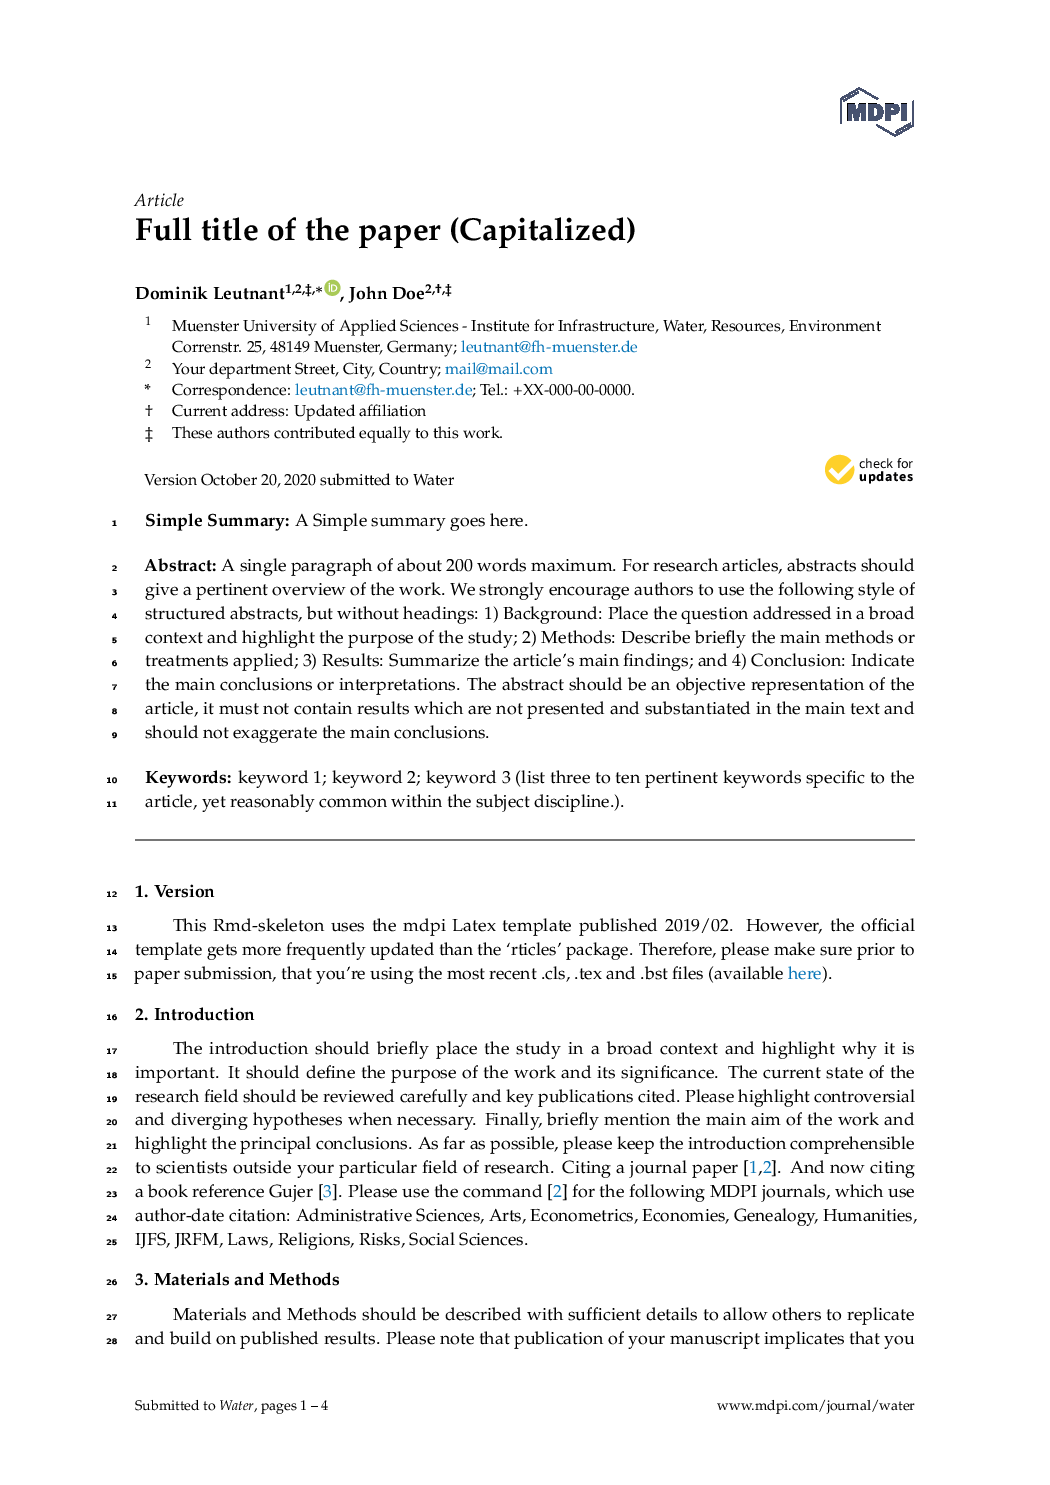 MDPI
Article
Full title of the paper (Capitalized)
Dominik Leutnant1,2,‡,* iD, John Doe2,†,‡
1 Muenster University of Applied Sciences - Institute for Infrastructure, Water, Resources, Environment
Correnstr. 25, 48149 Muenster, Germany; leutnant@fh-muenster.de
2 Your department Street, City, Country; mail@mail.com
* Correspondence: leutnant@fh-muenster.de; Tel.: +XX-000-00-0000.
† Current address: Updated affiliation
‡ These authors contributed equally to this work.
check for
updates
Version October 20, 2020 submitted to Water
1 Simple Summary: A Simple summary goes here.
2 Abstract: A single paragraph of about 200 words maximum. For research articles, abstracts should
3 give a pertinent overview of the work. We strongly encourage authors to use the following style of
4 structured abstracts, but without headings: 1) Background: Place the question addressed in a broad
5 context and highlight the purpose of the study; 2) Methods: Describe briefly the main methods or
6 treatments applied; 3) Results: Summarize the article's main findings; and 4) Conclusion: Indicate
7 the main conclusions or interpretations. The abstract should be an objective representation of the
8 article, it must not contain results which are not presented and substantiated in the main text and
9 should not exaggerate the main conclusions.
10 Keywords: keyword 1; keyword 2; keyword 3 (list three to ten pertinent keywords specific to the
11 article, yet reasonably common within the subject discipline.).
12 1. Version
13 This Rmd-skeleton uses the mdpi Latex template published 2019/02. However, the official
14 template gets more frequently updated than the ‘rticles’ package. Therefore, please make sure prior to
15 paper submission, that you're using the most recent .cls, .tex and .bst files (available here).
16 2. Introduction
17 The introduction should briefly place the study in a broad context and highlight why it is
18 important. It should define the purpose of the work and its significance. The current state of the
19 research field should be reviewed carefully and key publications cited. Please highlight controversial
20 and diverging hypotheses when necessary. Finally, briefly mention the main aim of the work and
21 highlight the principal conclusions. As far as possible, please keep the introduction comprehensible
22 to scientists outside your particular field of research. Citing a journal paper [1,2]. And now citing
23 a book reference Gujer [3]. Please use the command [2] for the following MDPI journals, which use
24 author-date citation: Administrative Sciences, Arts, Econometrics, Economies, Genealogy, Humanities,
25 IJFS, JRFM, Laws, Religions, Risks, Social Sciences.
26 3. Materials and Methods
27 Materials and Methods should be described with sufficient details to allow others to replicate
28 and build on published results. Please note that publication of your manuscript implicates that you
Submitted to Water, pages 1 – 4
www.mdpi.com/journal/water